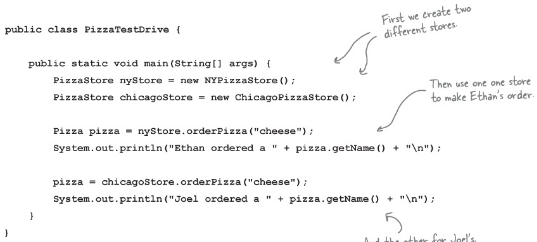 First we create two
different stores.
public class PizzaTestDrive {
public static void main(String[] args) {
PizzaStore nyStore = new NYPizzaStore();
PizzaStore chicagoStore = new ChicagoPizzaStore();
Then use one one store
to make Ethan's order.
Pizza pizza = nyStore.orderPizza("cheese");
System.out.println("Ethan ordered a " + pizza.getName() + "\n");
pizza = chicagoStore.orderPizza("cheese");
System.out.println("Joel ordered a " + pizza.getName() + "\n");
}
}
And the other for Joel's.